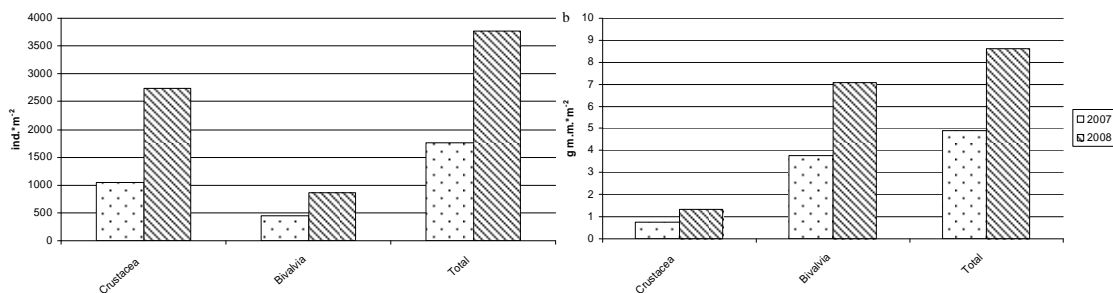 4000
3500
3000
2500
2000
1500
1000
500
0
ind.*m-2
Crustacea
Bivalvia
Total
b
10
9
8
7
6
5
4
3
2
1
0
g m.m.*m-2
Crustacea
Bivalvia
Total
2007
2008